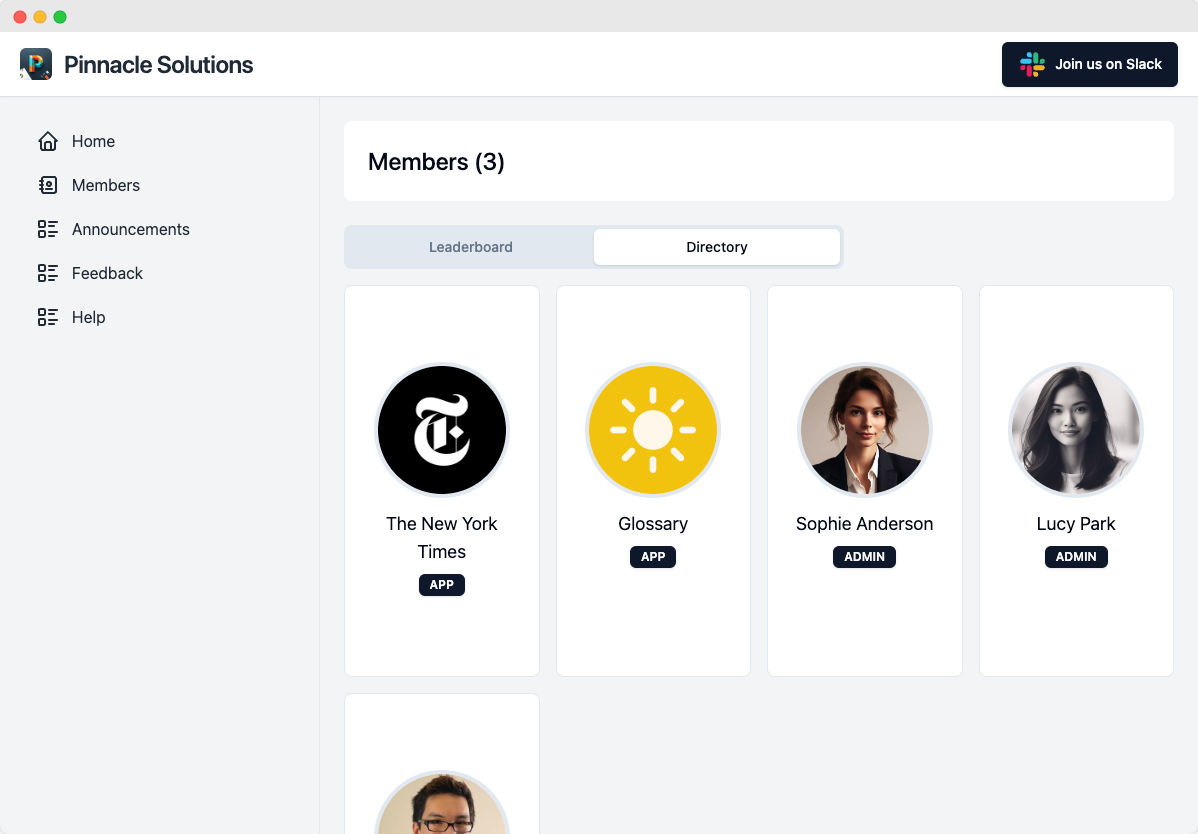 Pinnacle Solutions
Join us on Slack
Home
Members
Announcements
Feedback
Help
Members (3)
Leaderboard
Directory
The New York
Times
APP
Glossary
APP
Sophie Anderson
ADMIN
Lucy Park
ADMIN